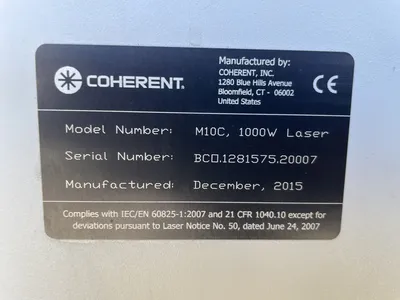 Manufactured by:
COHERENT, INC.
1280 Blue Hills Avenue
Bloomfield, CT - 06002
United States
COHERENT.
CE
Model Number: M10C, 1000W Laser
Serial Number: BCO.1281575.20007
Manufactured: December, 2015
Complies with IEC/EN 60825-1:2007 and 21 CFR 1040.10 except for
deviations pursuant to Laser Notice No. 50, dated June 24, 2007